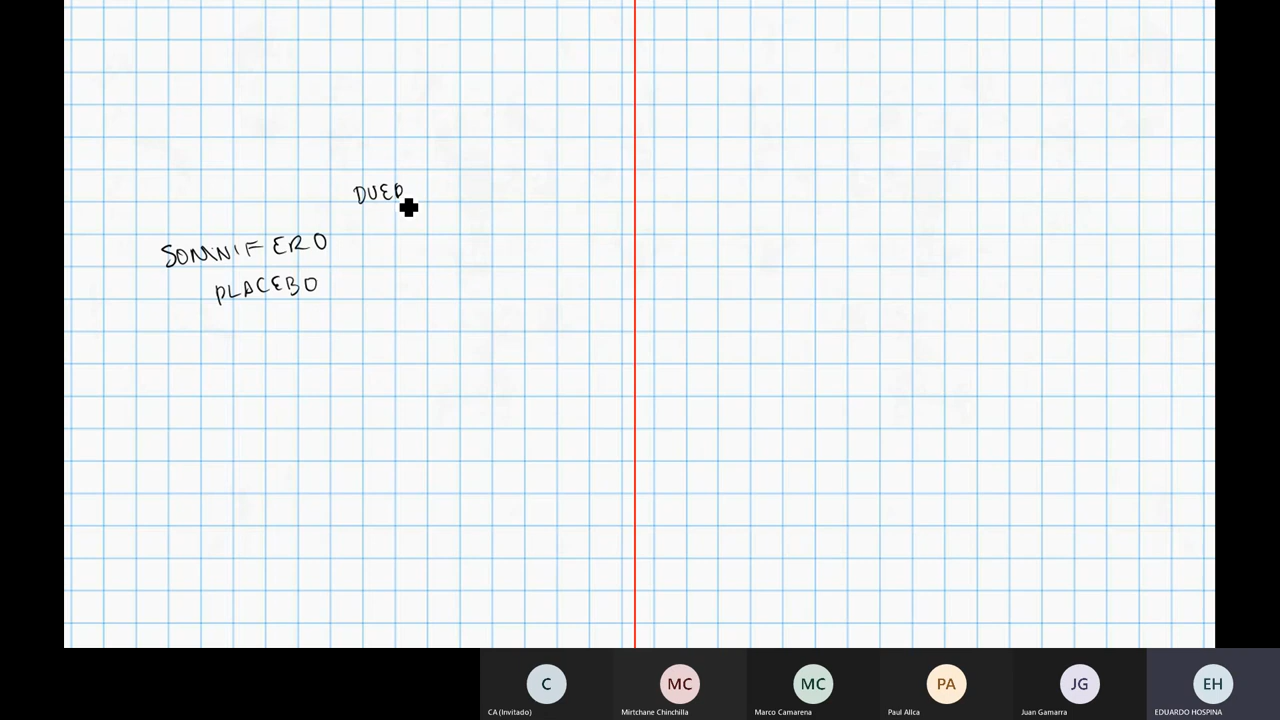 DUED
SOMNIFERO
PLACEBO
C
MC
MC
PA
JG
EH
CA (Invitado)
Mirtchane Chinchilla
Marco Camarena
Paul Allca
Juan Gamarra
EDUARDO HOSPINA